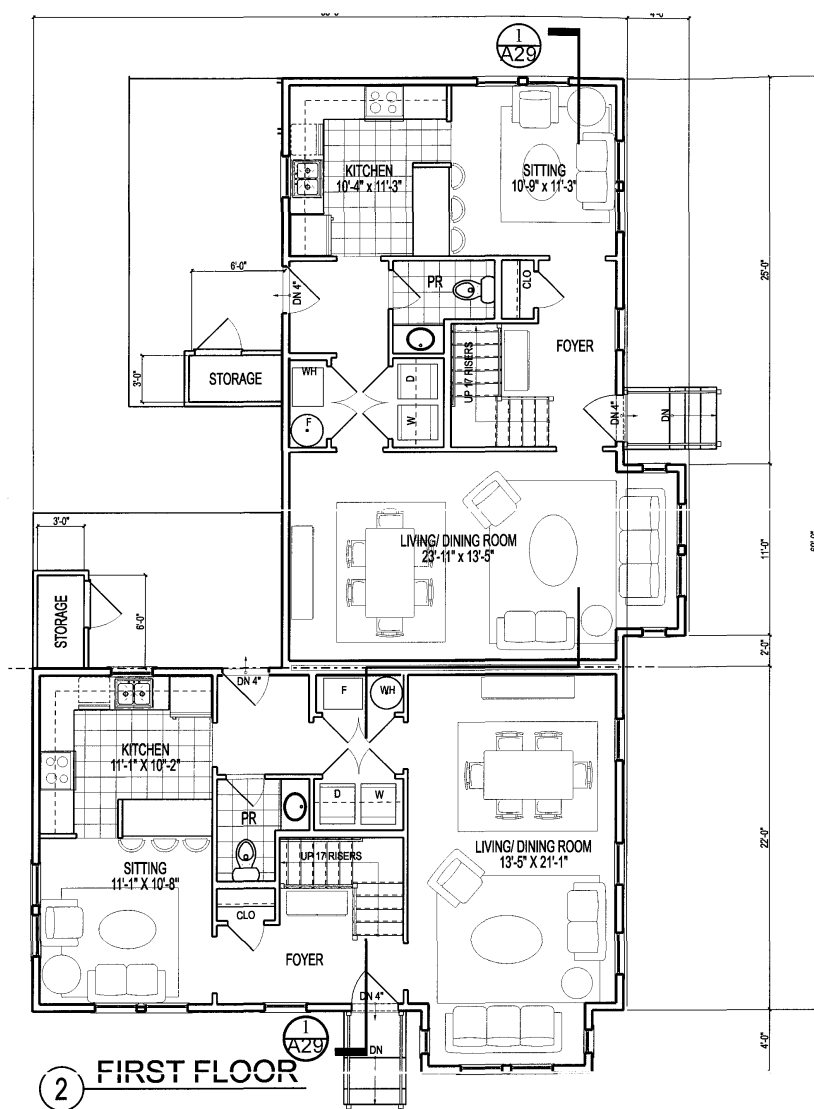 4'-0"
1
A29
KITCHEN
10'-4" x 11'-3"
SITTING
10'-9" x 11'-3"
25'-0"
6'-0"
DN 4"
PR
CLO
FOYER
UP 17 RISERS
3'-0"
STORAGE
WH
D
F
W
DN 4"
DN
LIVING/ DINING ROOM
23'-11" x 13'-5"
11'-0"
3'-0"
STORAGE
6'-0"
2'-0"
DN 4"
F
WH
KITCHEN
11'-1" X 10"-2"
D
W
PR
UP 17 RISERS
LIVING/ DINING ROOM
13'-5" X 21'-1"
22'-0"
SITTING
11'-1" X 10'-8"
CLO
FOYER
DN 4"
1
A29
DN
4'-0"
2
FIRST FLOOR